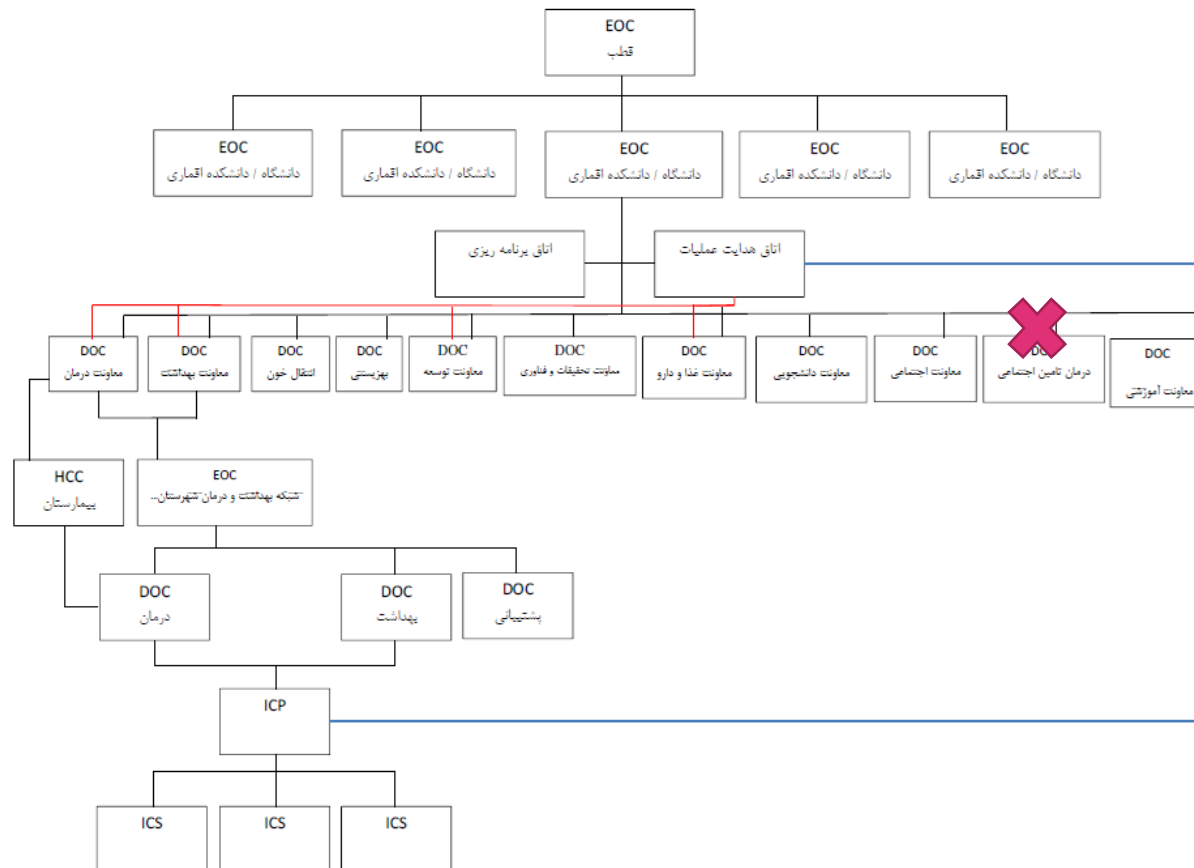 EOC
قطب
EOC
دانشگاه / دانشکده اقماری
EOC
دانشگاه / دانشکده اقماری
EOC
دانشگاه / دانشکده اقماری
EOC
دانشگاه / دانشکده اقماری
EOC
دانشگاه / دانشکده اقماری
اتاق هدایت عملیات
اتاق برنامه ریزی
DOC
معاونت درمان
DOC
معاونت بهداشت
DOC
انتقال خون
DOC
بهزیستی
DOC
معاونت توسعه
DOC
معاونت تحقیقات و فناوری
DOC
معاونت غذا و دارو
DOC
معاونت دانشجویی
DOC
معاونت اجتماعی
DOC
درمان تامین اجتماعی
DOC
معاونت آموزشی
HCC
بیمارستان
EOC
شبکه بهداشت و درمان شهرستان...
DOC
درمان
DOC
بهداشت
DOC
پشتیبانی
ICP
ICS
ICS
ICS